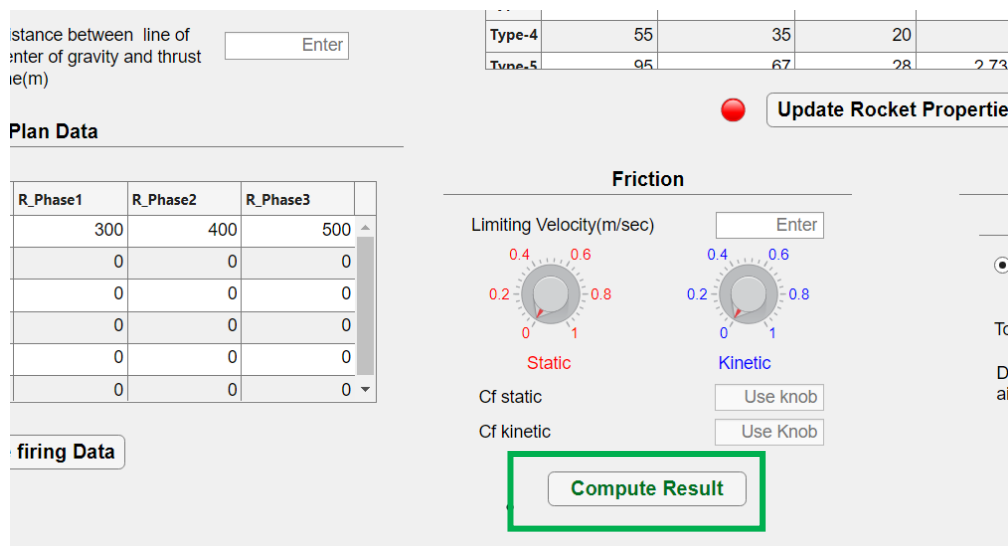 istance between line of
enter of gravity and thrust
e(m)
Enter
Type-4 55 35 20
Type-5 95 67 28 2.73
Update Rocket Propertie
Plan Data
R_Phase1 R_Phase2 R_Phase3
300 400 500
0 0 0
0 0 0
0 0 0
0 0 0
0 0 0
firing Data
Friction
Limiting Velocity(m/sec) Enter
0.4 0.6 0.4 0.6
0.2 0.8 0.2 0.8
0 1 0 1
Static Kinetic
Cf static Use knob
Cf kinetic Use Knob
Compute Result
To
D
ai